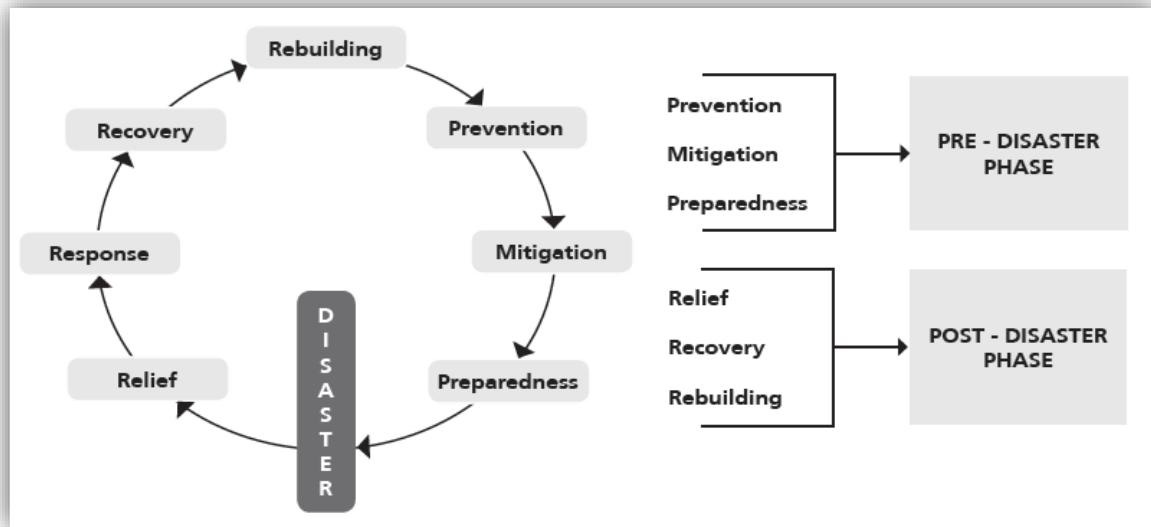 Rebuilding
Recovery
Prevention
Response
Mitigation
Relief
Preparedness
DISASTER
Prevention
Mitigation
Preparedness
PRE - DISASTER
PHASE
Relief
Recovery
Rebuilding
POST - DISASTER
PHASE